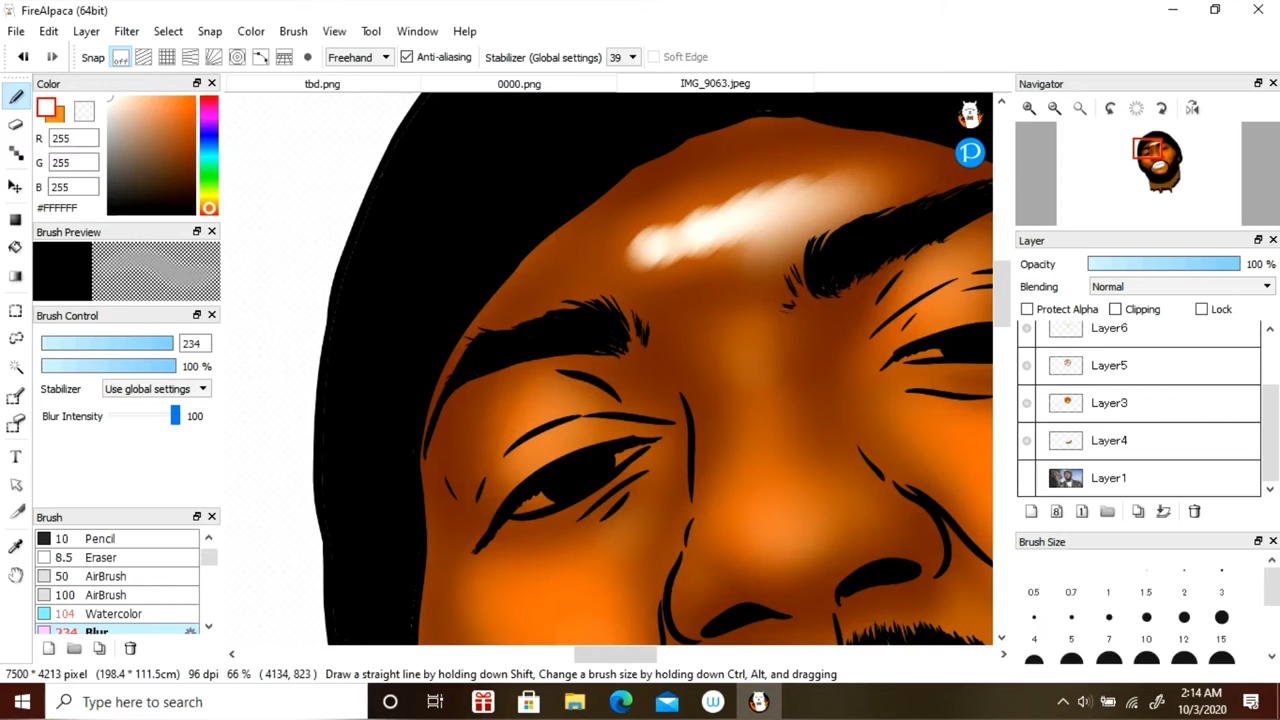 FireAlpaca (64bit)
File Edit Layer Filter Select Snap Color Brush View Tool Window Help
Snap off Freehand Anti-aliasing Stabilizer (Global settings) 39 Soft Edge
Color
tbd.png 0000.png IMG_9063.jpeg
Navigator
R 255
G 255
B 255
#FFFFFF
P
Brush Preview
Layer
Opacity 100 %
Blending Normal
Protect Alpha Clipping Lock
Brush Control
234
100 %
Stabilizer Use global settings
Blur Intensity 100
Layer6
Layer5
Layer3
Layer4
Layer1
8 1
Brush
10 Pencil
8.5 Eraser
50 AirBrush
100 AirBrush
104 Watercolor
234 Blur
Brush Size
0.5 0.7 1 1.5 2 3
4 5 7 10 12 15
7500 * 4213 pixel (198.4 * 111.5cm) 96 dpi 66 % ( 4134, 823 ) Draw a straight line by holding down Shift, Change a brush size by holding down Ctrl, Alt, and dragging
Type here to search
2:14 AM
10/3/2020